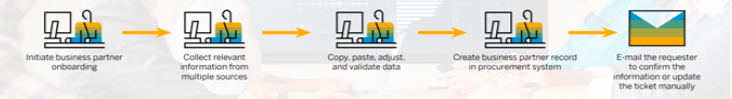 Initiate business partner
onboarding
Collect relevant
information from
multiple sources
Copy, paste, adjust,
and validate data
Create business partner record
in procurement system
E-mail the requester
to confirm the
information or update
the ticket manually